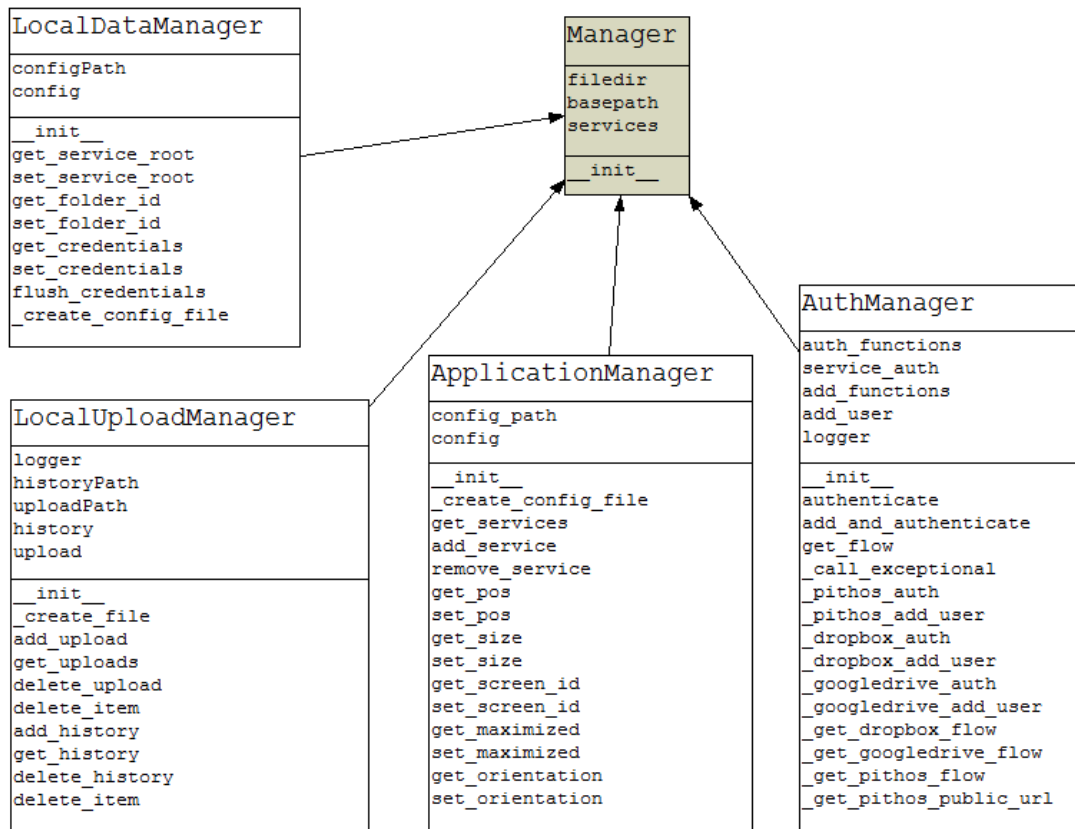 LocalDataManager
configPath
config
__init__
get_service_root
set_service_root
get_folder_id
set_folder_id
get_credentials
set_credentials
flush_credentials
_create_config_file
Manager
filedir
basepath
services
__init__
LocalUploadManager
logger
historyPath
uploadPath
history
upload
__init__
_create_file
add_upload
get_uploads
delete_upload
delete_item
add_history
get_history
delete_history
delete_item
ApplicationManager
config_path
config
__init__
_create_config_file
get_services
add_service
remove_service
get_pos
set_pos
get_size
set_size
get_screen_id
set_screen_id
get_maximized
set_maximized
get_orientation
set_orientation
AuthManager
auth_functions
service_auth
add_functions
add_user
logger
__init__
authenticate
add_and_authenticate
get_flow
_call_exceptional
_pithos_auth
_pithos_add_user
_dropbox_auth
_dropbox_add_user
_googledrive_auth
_googledrive_add_user
_get_dropbox_flow
_get_googledrive_flow
_get_pithos_flow
_get_pithos_public_url